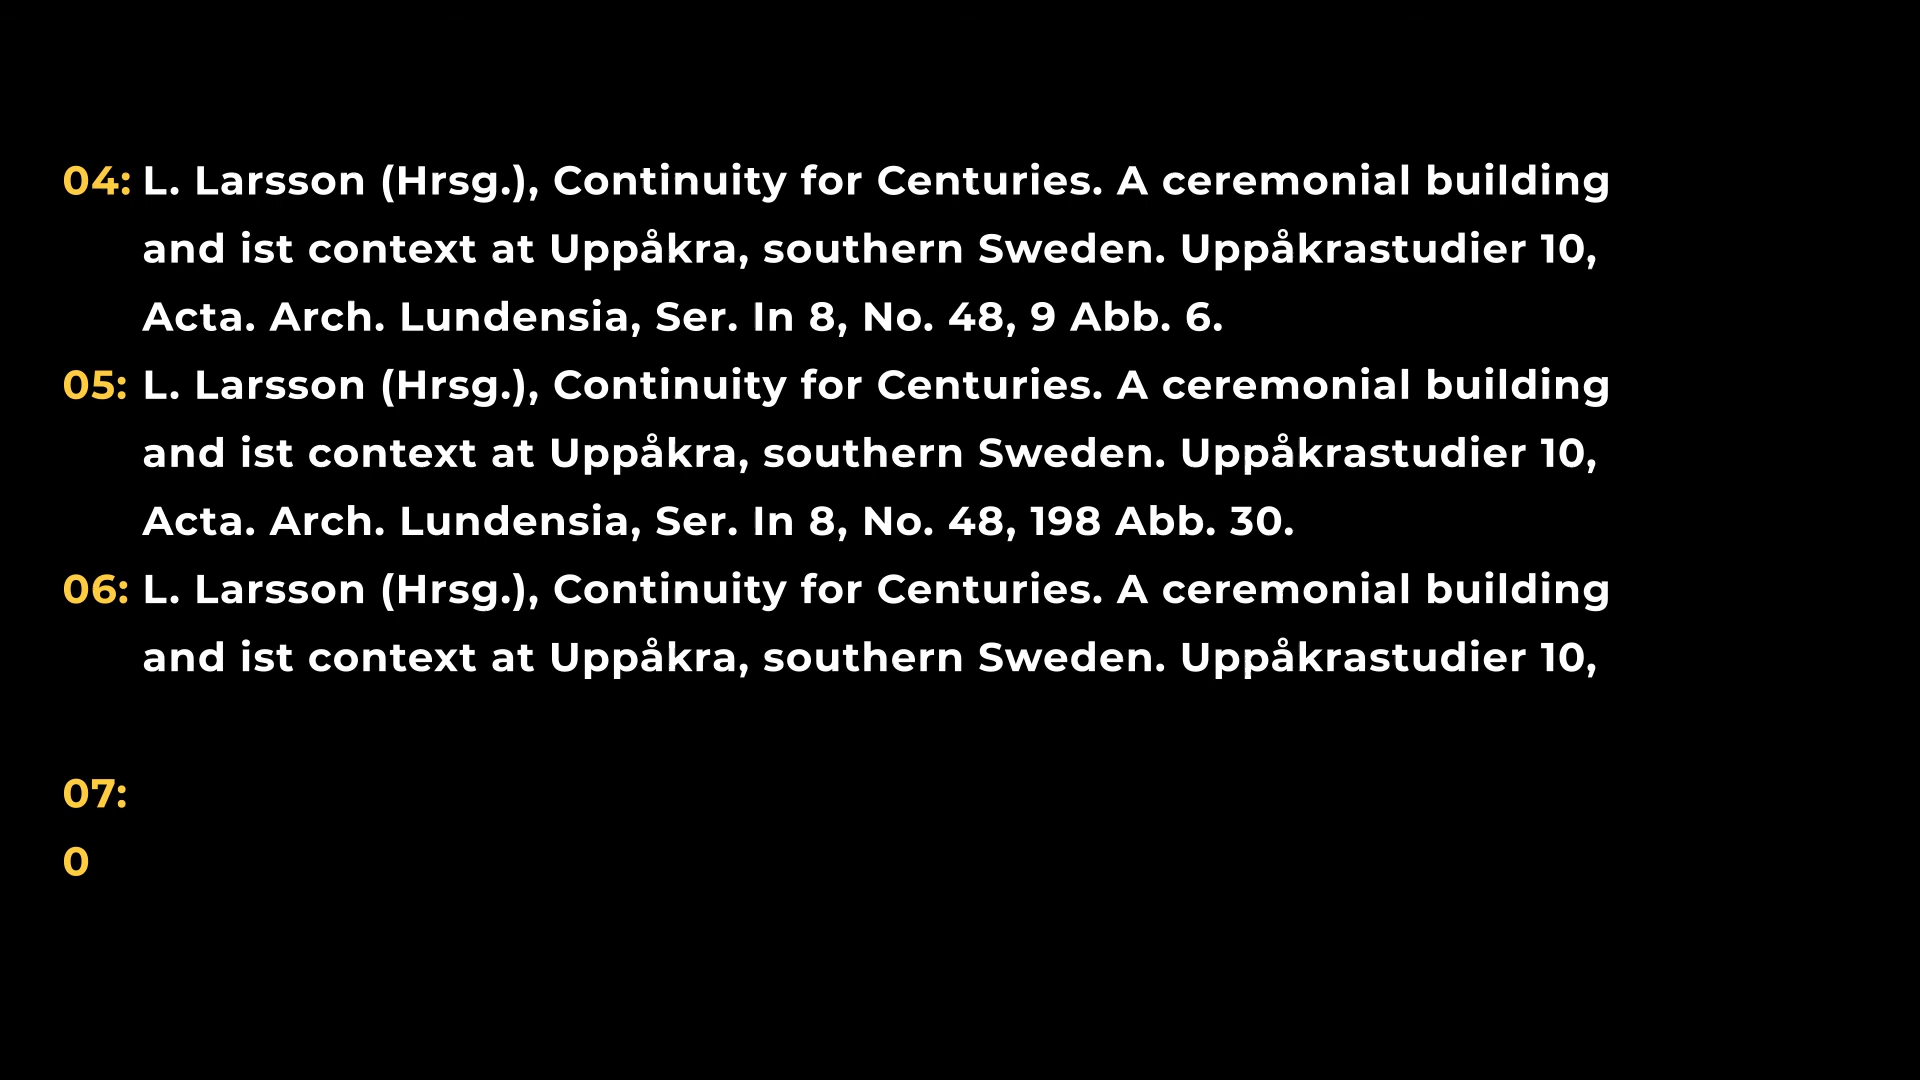 04: L. Larsson (Hrsg.), Continuity for Centuries. A ceremonial building
and ist context at Uppåkra, southern Sweden. Uppåkrastudier 10,
Acta. Arch. Lundensia, Ser. In 8, No. 48, 9 Abb. 6.
05: L. Larsson (Hrsg.), Continuity for Centuries. A ceremonial building
and ist context at Uppåkra, southern Sweden. Uppåkrastudier 10,
Acta. Arch. Lundensia, Ser. In 8, No. 48, 198 Abb. 30.
06: L. Larsson (Hrsg.), Continuity for Centuries. A ceremonial building
and ist context at Uppåkra, southern Sweden. Uppåkrastudier 10,
07:
0